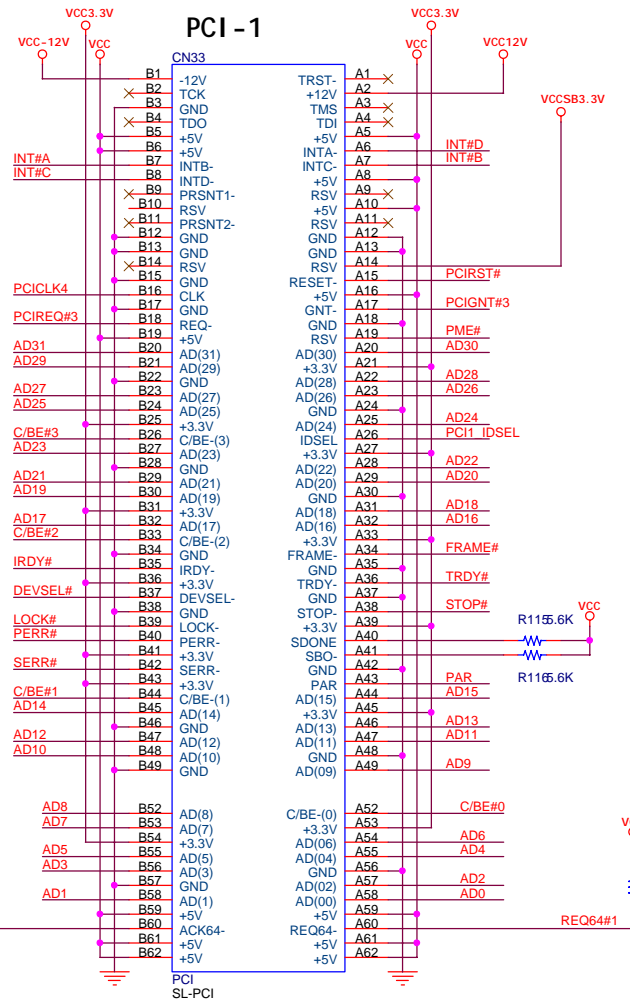 PCI-1
VCC3.3V
VCC-12V
VCC
CN33
VCC3.3V
VCC
VCC12V
VCCSB3.3V
B1 -12V TRST- A1
B2 TCK +12V A2
B3 GND TMS A3
B4 TDO TDI A4
B5 +5V +5V A5
B6 +5V INTA- A6 INT#D
INT#A B7 INTB- INTC- A7 INT#B
INT#C B8 INTD- +5V A8
B9 PRSNT1- RSV A9
B10 RSV +5V A10
B11 PRSNT2- RSV A11
B12 GND GND A12
B13 GND GND A13
B14 RSV RSV A14
B15 GND RESET- A15 PCIRST#
PCICLK4 B16 CLK +5V A16
B17 GND GNT- A17 PCIGNT#3
PCIREQ#3 B18 REQ- GND A18
B19 +5V RSV A19 PME#
AD31 B20 AD(31) AD(30) A20 AD30
AD29 B21 AD(29) +3.3V A21
B22 GND AD(28) A22 AD28
AD27 B23 AD(27) AD(26) A23 AD26
AD25 B24 AD(25) GND A24
B25 +3.3V AD(24) A25 AD24
C/BE#3 B26 C/BE-(3) IDSEL A26 PCI1_IDSEL
AD23 B27 AD(23) +3.3V A27
B28 GND AD(22) A28 AD22
AD21 B29 AD(21) AD(20) A29 AD20
AD19 B30 AD(19) GND A30
B31 +3.3V AD(18) A31 AD18
AD17 B32 AD(17) AD(16) A32 AD16
C/BE#2 B33 C/BE-(2) +3.3V A33
B34 GND FRAME- A34 FRAME#
IRDY# B35 IRDY- GND A35
B36 +3.3V TRDY- A36 TRDY#
DEVSEL# B37 DEVSEL- GND A37
B38 GND STOP- A38 STOP#
LOCK# B39 LOCK- +3.3V A39
PERR# B40 PERR- SDONE A40 R115 5.6K VCC
B41 +3.3V SBO- A41 R116 5.6K
SERR# B42 SERR- GND A42
B43 +3.3V PAR A43 PAR
C/BE#1 B44 C/BE-(1) AD(15) A44 AD15
AD14 B45 AD(14) +3.3V A45
B46 GND AD(13) A46 AD13
AD12 B47 AD(12) AD(11) A47 AD11
AD10 B48 AD(10) GND A48
B49 GND AD(09) A49 AD9
AD8 B52 AD(8) C/BE-(0) A52 C/BE#0
AD7 B53 AD(7) +3.3V A53
B54 +3.3V AD(06) A54 AD6
AD5 B55 AD(5) AD(04) A55 AD4
AD3 B56 AD(3) GND A56
B57 GND AD(02) A57 AD2
AD1 B58 AD(1) AD(00) A58 AD0
B59 +5V +5V A59
B60 ACK64- REQ64- A60 REQ64#1
B61 +5V +5V A61
B62 +5V +5V A62
PCI
SL-PCI